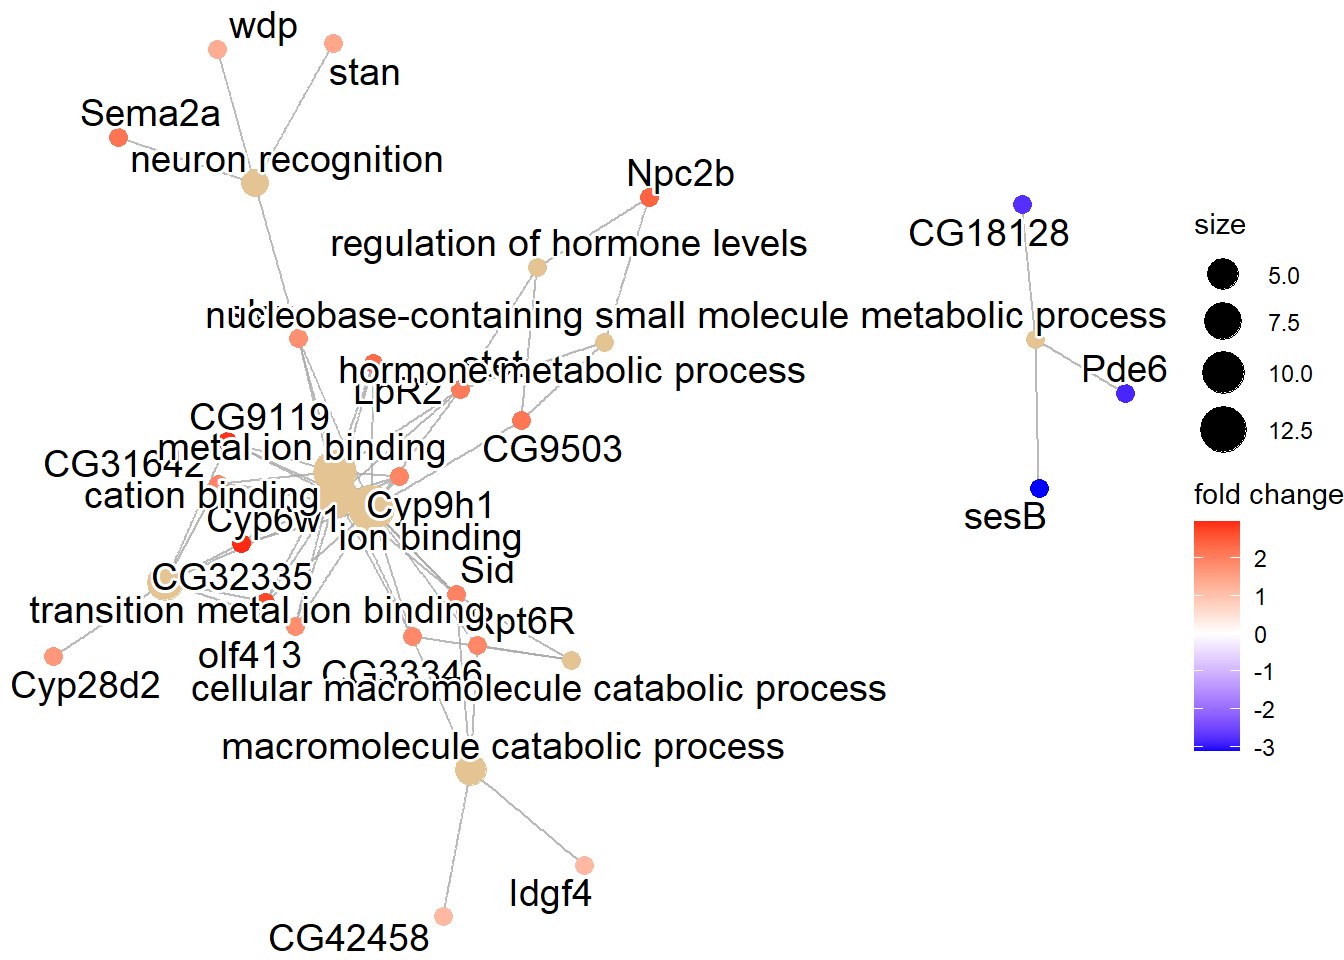 wdp
stan
Sema2a
neuron recognition
Npc2b
regulation of hormone levels
CG18128
nucleobase-containing small molecule metabolic process
stet
hormone metabolic process
Pde6
LpR2
CG9119
metal ion binding
CG9503
CG31642
cation binding
Cyp9h1
Cyp6w1
ion binding
sesB
Sid
CG32335
transition metal ion binding
Rpt6R
olf413
CG33346
Cyp28d2
cellular macromolecule catabolic process
macromolecule catabolic process
Idgf4
CG42458
size
5.0
7.5
10.0
12.5
fold change
2
1
0
-1
-2
-3